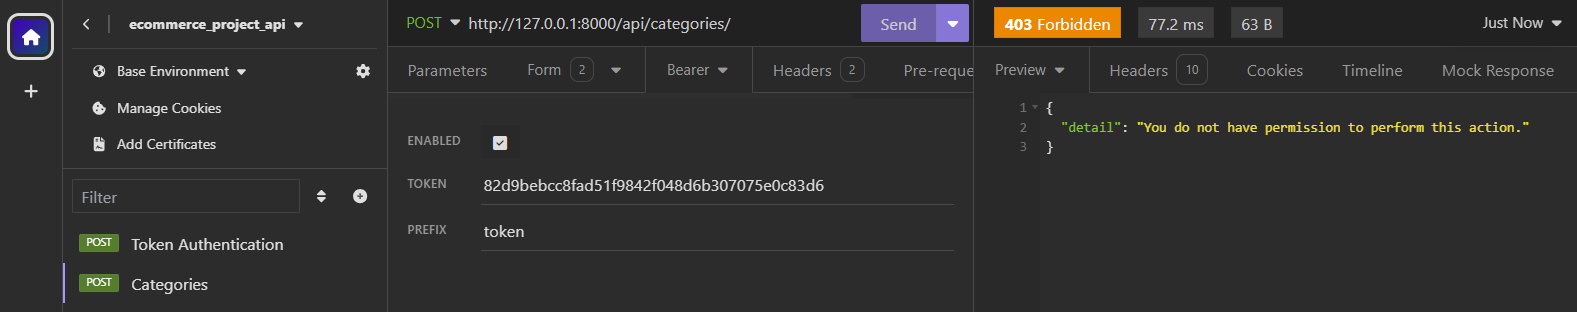 ecommerce_project_api
Base Environment
Manage Cookies
Add Certificates
Filter
POST Token Authentication
POST Categories
POST http://127.0.0.1:8000/api/categories/ Send
Parameters Form 2 Bearer Headers 2 Pre-reque
ENABLED
TOKEN 82d9bebcc8fad51f9842f048d6b307075e0c83d6
PREFIX token
403 Forbidden 77.2 ms 63 B Just Now
Preview Headers 10 Cookies Timeline Mock Response
1 {
2 "detail": "You do not have permission to perform this action."
3 }